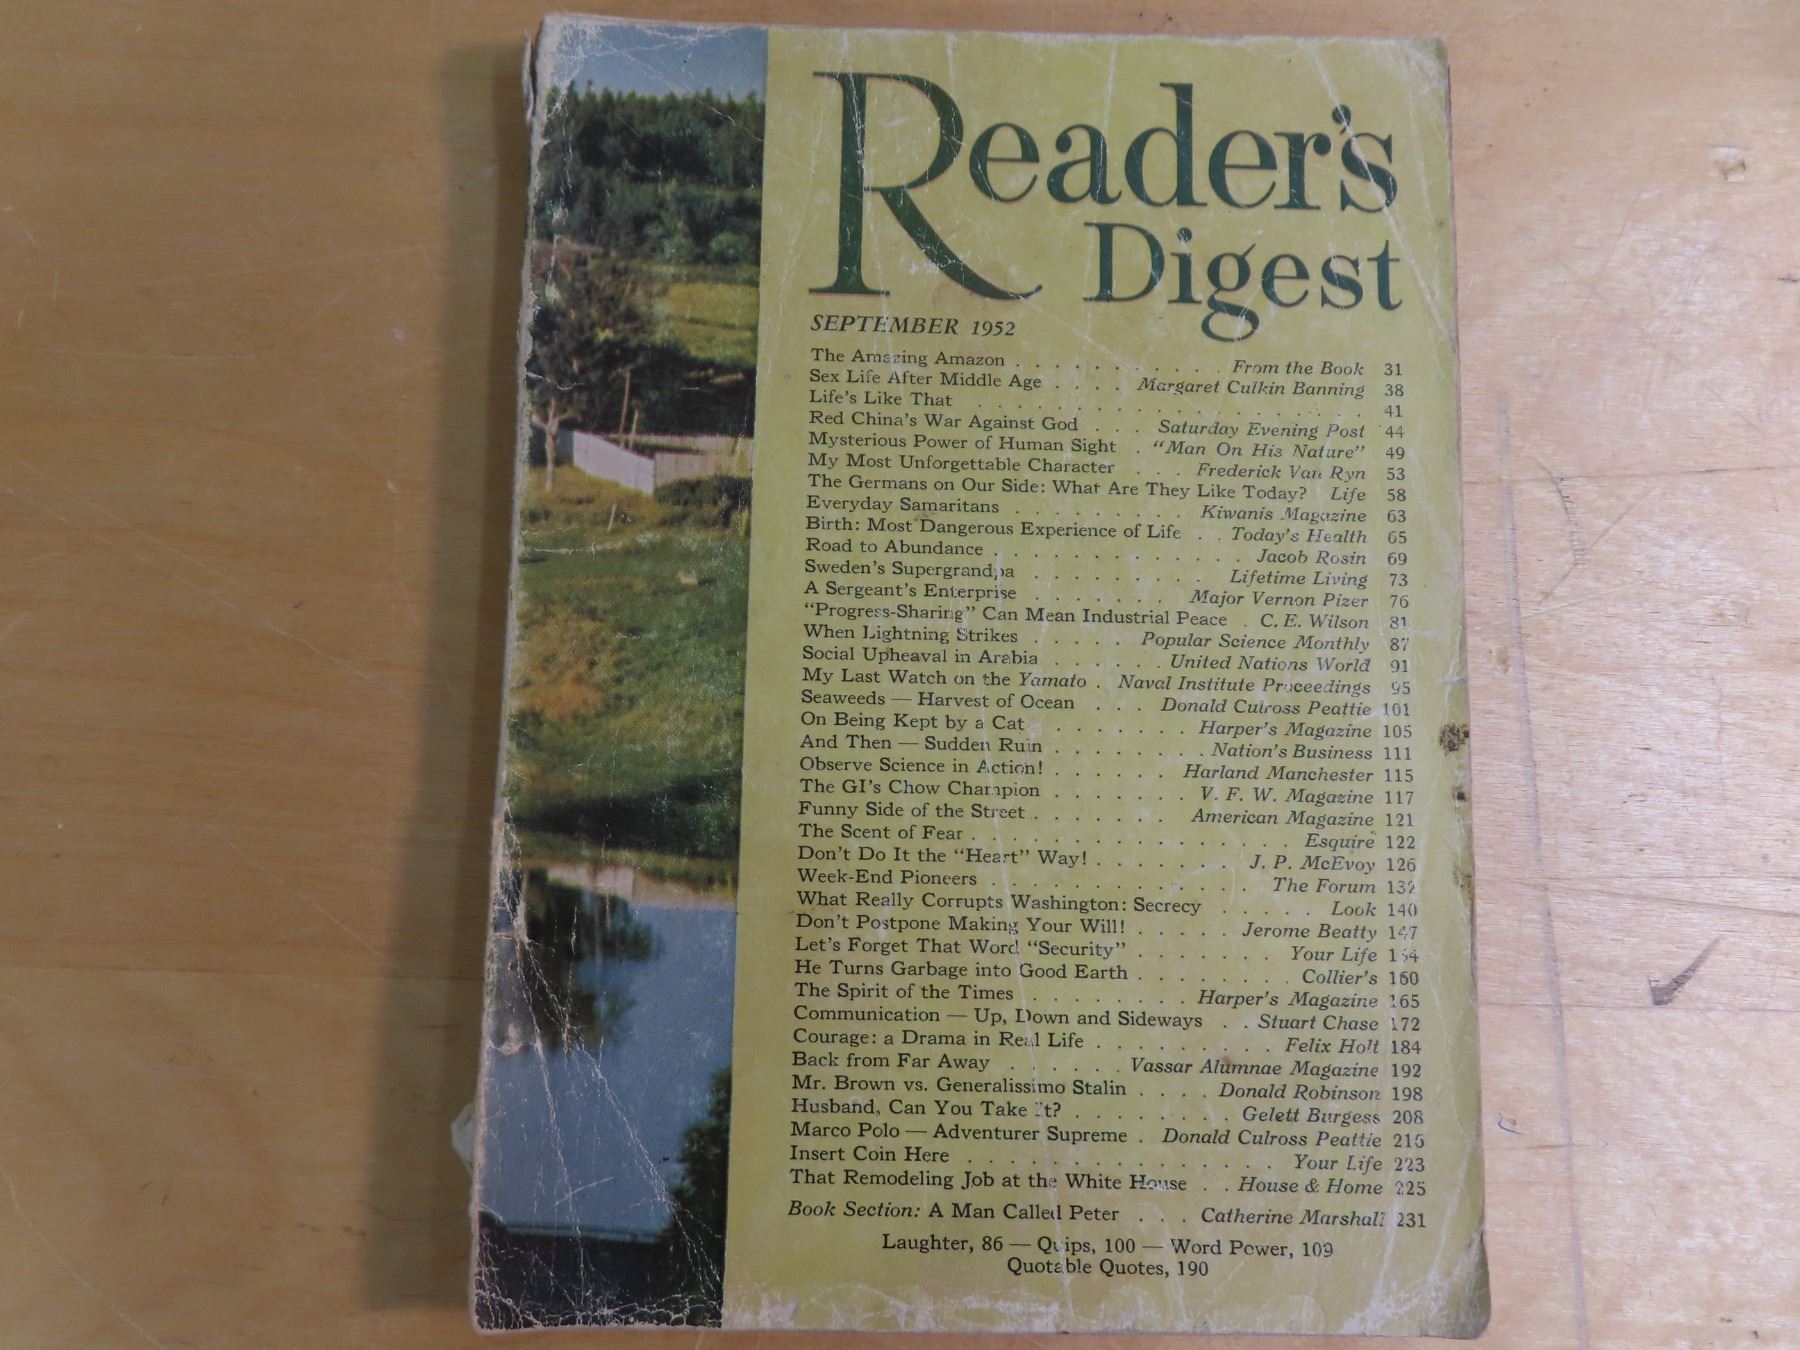 Reader's
Digest
SEPTEMBER 1952
The Amazing Amazon . . . . . . . . . . From the Book 31
Sex Life After Middle Age . . . . Margaret Culkin Banning 38
Life's Like That . . . . . . . . . . . . . . . . . . . 41
Red China's War Against God . . . Saturday Evening Post 44
Mysterious Power of Human Sight . "Man On His Nature" 49
My Most Unforgettable Character . . . Frederick Van Ryn 53
The Germans on Our Side: What Are They Like Today? Life 58
Everyday Samaritans . . . . . . . . Kiwanis Magazine 63
Birth: Most Dangerous Experience of Life . . Today's Health 65
Road to Abundance . . . . . . . . . . . . . Jacob Rosin 69
Sweden's Supergrandpa . . . . . . . . . Lifetime Living 73
A Sergeant's Enterprise . . . . . . . Major Vernon Pizer 76
"Progress-Sharing" Can Mean Industrial Peace . C. E. Wilson 81
When Lightning Strikes . . . . . Popular Science Monthly 87
Social Upheaval in Arabia . . . . . . United Nations World 91
My Last Watch on the Yamato . Naval Institute Proceedings 95
Seaweeds — Harvest of Ocean . . . Donald Culross Peattie 101
On Being Kept by a Cat . . . . . . . . Harper's Magazine 105
And Then — Sudden Ruin . . . . . . . . Nation's Business 111
Observe Science in Action! . . . . . . Harland Manchester 115
The GI's Chow Champion . . . . . . . V. F. W. Magazine 117
Funny Side of the Street . . . . . . . American Magazine 121
The Scent of Fear . . . . . . . . . . . . . . . Esquire 122
Don't Do It the "Heart" Way! . . . . . . . J. P. McEvoy 126
Week-End Pioneers . . . . . . . . . . . . . The Forum 132
What Really Corrupts Washington: Secrecy . . . . . Look 140
Don't Postpone Making Your Will! . . . . . Jerome Beatty 147
Let's Forget That Word "Security" . . . . . . . Your Life
He Turns Garbage into Good Earth . . . . . . . . Collier's 160
The Spirit of the Times . . . . . . . . Harper's Magazine 165
Communication — Up, Down and Sideways . . Stuart Chase 172
Courage: a Drama in Real Life . . . . . . . . . Felix Holt 184
Back from Far Away . . . . . . Vassar Alumnae Magazine 192
Mr. Brown vs. Generalissimo Stalin . . . . Donald Robinson 198
Husband, Can You Take It? . . . . . . . . Gelett Burgess 208
Marco Polo — Adventurer Supreme . Donald Culross Peattie 215
Insert Coin Here . . . . . . . . . . . . . . . Your Life 223
That Remodeling Job at the White House . . House & Home 225
Book Section: A Man Called Peter . . . Catherine Marshall 231
Laughter, 86 — Quips, 100 — Word Power, 109
Quotable Quotes, 190